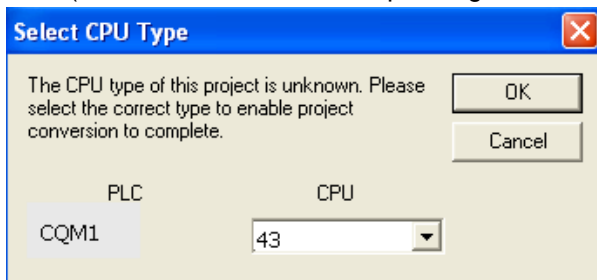 Select CPU Type
The CPU type of this project is unknown. Please
select the correct type to enable project
conversion to complete.
OK
Cancel
PLC CPU
CQM1 43